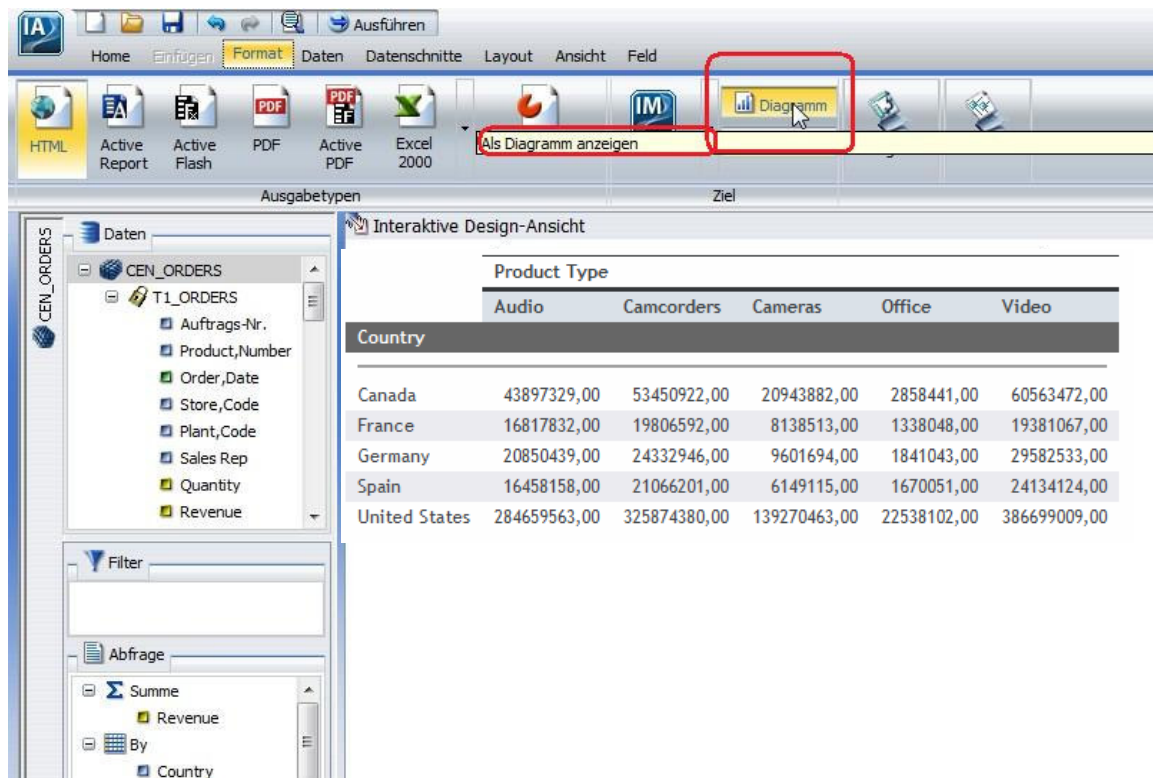 IA
Ausführen
Home Einfügen Format Daten Datenschnitte Layout Ansicht Feld
HTML
Active Report
Active Flash
PDF
Active PDF
Excel 2000
IM
Diagramm
Als Diagramm anzeigen
Ausgabetypen Ziel
CEN_ORDERS
Daten
CEN_ORDERS
T1_ORDERS
Auftrags-Nr.
Product,Number
Order,Date
Store,Code
Plant,Code
Sales Rep
Quantity
Revenue
Filter
Abfrage
Summe
Revenue
By
Country
Interaktive Design-Ansicht
Product Type
Audio Camcorders Cameras Office Video
Country
Canada 43897329,00 53450922,00 20943882,00 2858441,00 60563472,00
France 16817832,00 19806592,00 8138513,00 1338048,00 19381067,00
Germany 20850439,00 24332946,00 9601694,00 1841043,00 29582533,00
Spain 16458158,00 21066201,00 6149115,00 1670051,00 24134124,00
United States 284659563,00 325874380,00 139270463,00 22538102,00 386699009,00